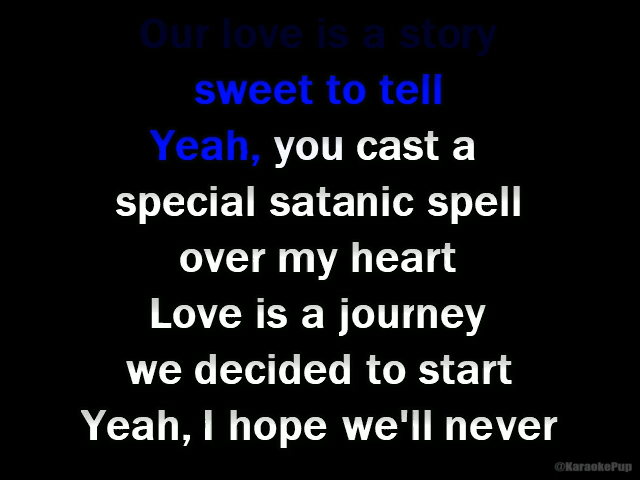 Our love is a story
sweet to tell
Yeah, you cast a
special satanic spell
over my heart
Love is a journey
we decided to start
Yeah, I hope we'll never
@KaraokePup